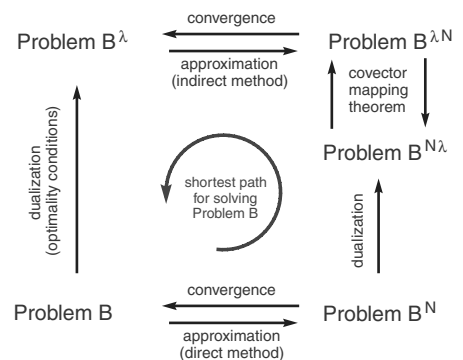 convergence
Problem B^λ
Problem B^λN
approximation
(indirect method)
covector
mapping
theorem
dualization
(optimality conditions)
Problem B^Nλ
shortest path
for solving
Problem B
dualization
convergence
Problem B
Problem B^N
approximation
(direct method)